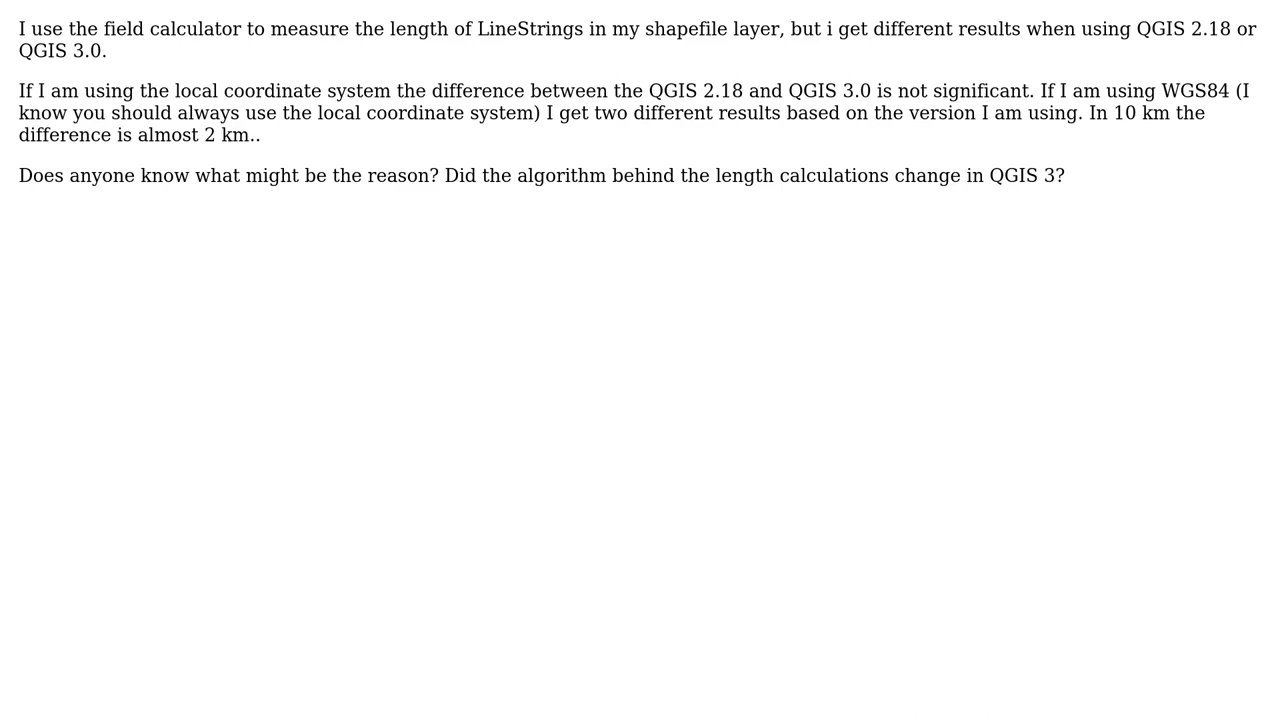 I use the field calculator to measure the length of LineStrings in my shapefile layer, but i get different results when using QGIS 2.18 or
QGIS 3.0.
If I am using the local coordinate system the difference between the QGIS 2.18 and QGIS 3.0 is not significant. If I am using WGS84 (I
know you should always use the local coordinate system) I get two different results based on the version I am using. In 10 km the
difference is almost 2 km..
Does anyone know what might be the reason? Did the algorithm behind the length calculations change in QGIS 3?